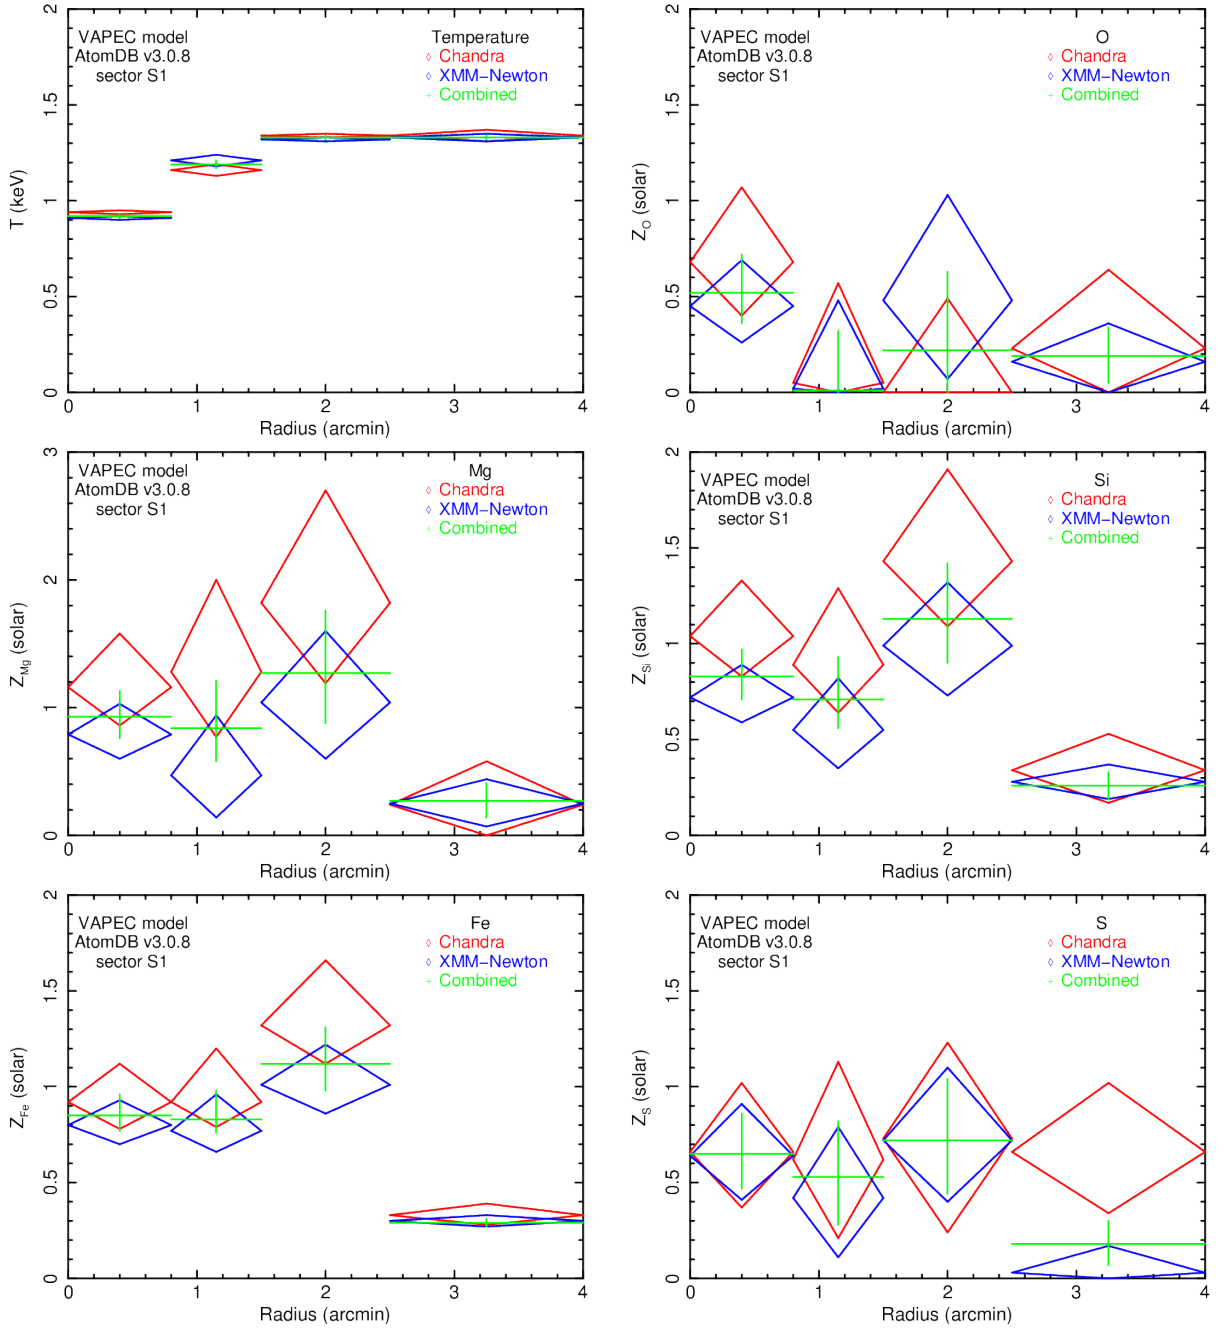 VAPEC model
AtomDB v3.0.8
sector S1
Temperature
Chandra
XMM-Newton
Combined
T (keV)
0 0.5 1 1.5 2
0 1 2 3 4
Radius (arcmin)
VAPEC model
AtomDB v3.0.8
sector S1
O
Chandra
XMM-Newton
Combined
Z_O (solar)
0 0.5 1 1.5 2
0 1 2 3 4
Radius (arcmin)
VAPEC model
AtomDB v3.0.8
sector S1
Mg
Chandra
XMM-Newton
Combined
Z_Mg (solar)
0 1 2 3
0 1 2 3 4
Radius (arcmin)
VAPEC model
AtomDB v3.0.8
sector S1
Si
Chandra
XMM-Newton
Combined
Z_Si (solar)
0 0.5 1 1.5 2
0 1 2 3 4
Radius (arcmin)
VAPEC model
AtomDB v3.0.8
sector S1
Fe
Chandra
XMM-Newton
Combined
Z_Fe (solar)
0 0.5 1 1.5 2
0 1 2 3 4
Radius (arcmin)
VAPEC model
AtomDB v3.0.8
sector S1
S
Chandra
XMM-Newton
Combined
Z_S (solar)
0 0.5 1 1.5 2
0 1 2 3 4
Radius (arcmin)